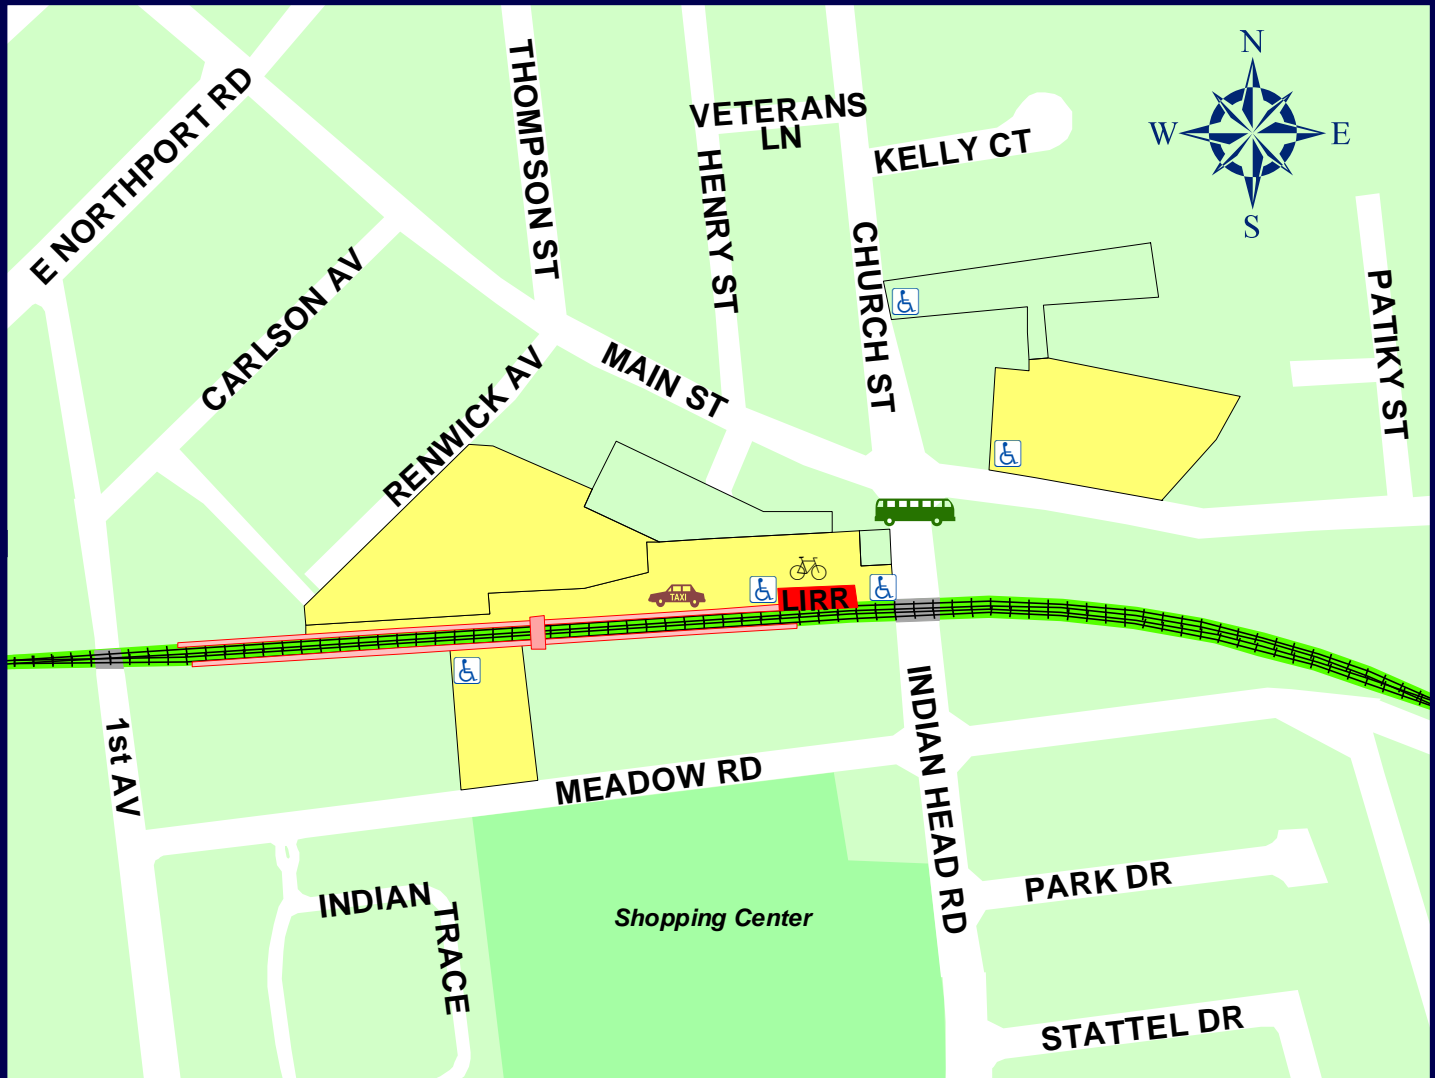 N
W
E
S
E NORTHPORT RD
THOMPSON ST
VETERANS
LN
HENRY ST
KELLY CT
CHURCH ST
CARLSON AV
RENWICK AV
MAIN ST
PATIKY ST
TAXI
LIRR
1st AV
MEADOW RD
INDIAN HEAD RD
INDIAN
TRACE
Shopping Center
PARK DR
STATTEL DR